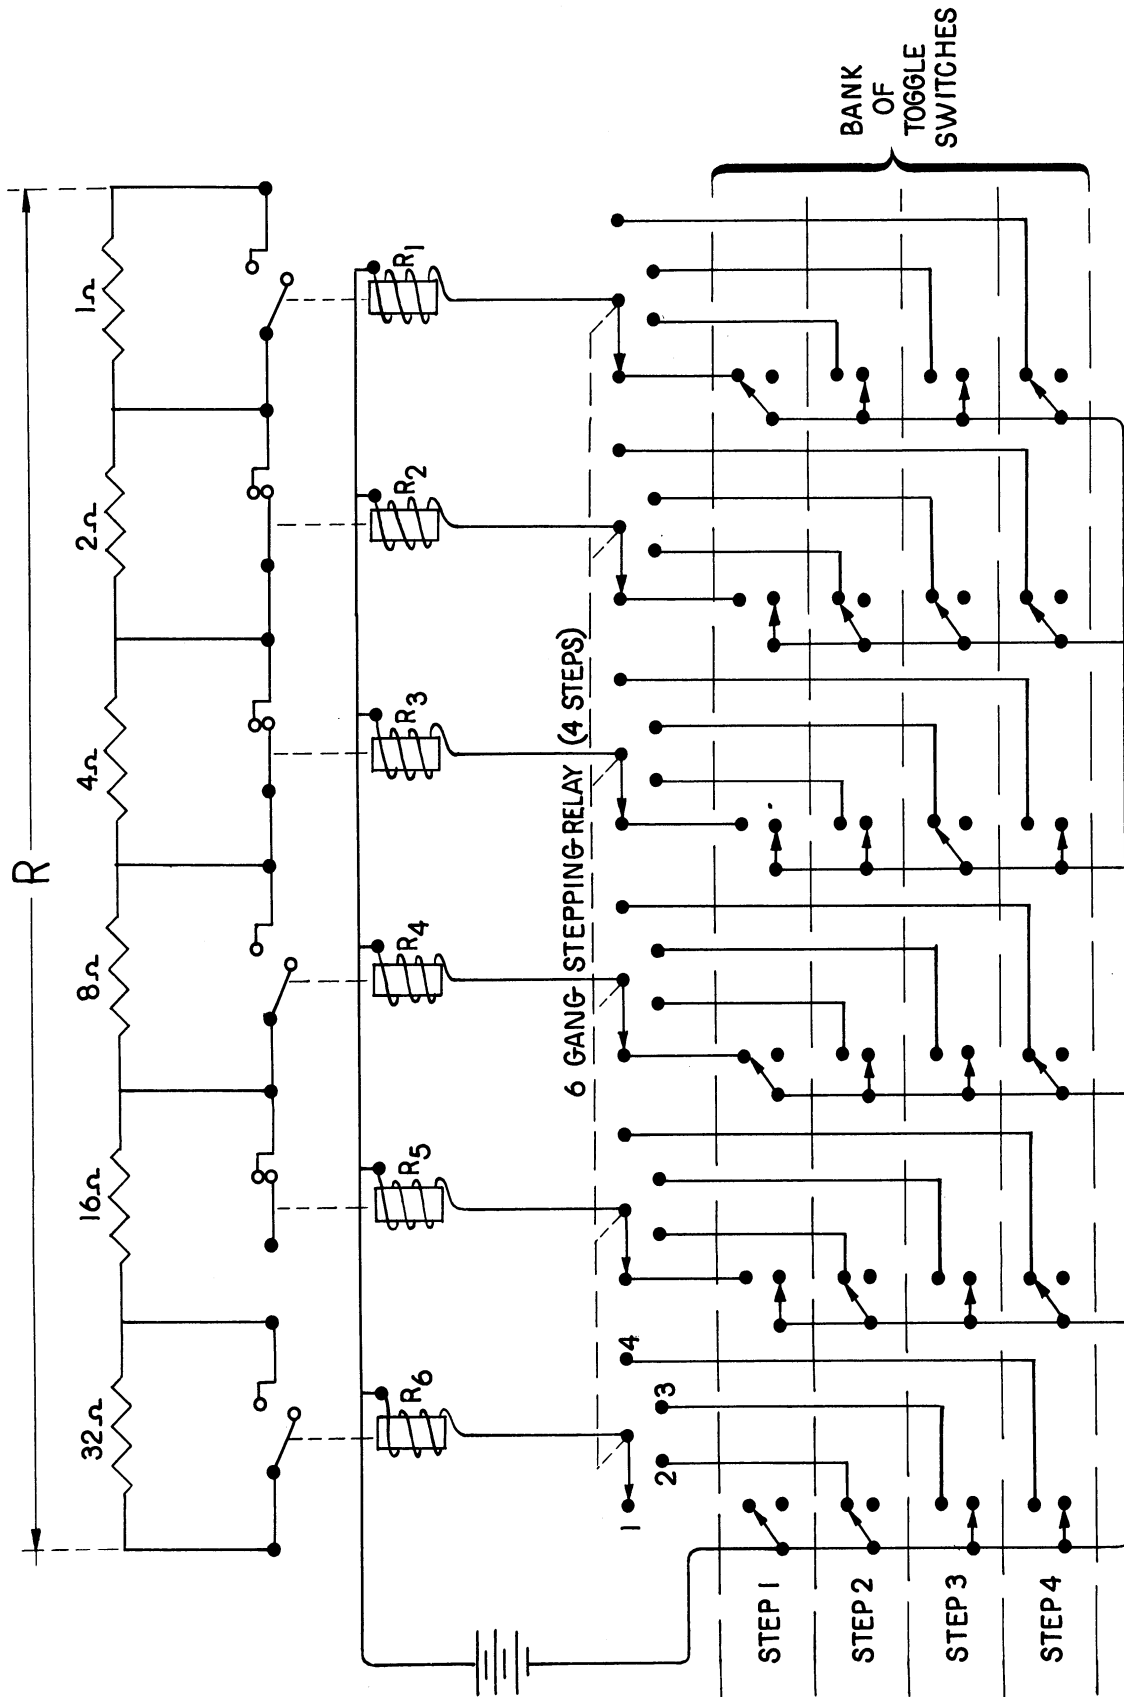 R
32Ω
16Ω
8Ω
4Ω
2Ω
1Ω
R6
R5
R4
R3
R2
R1
6 GANG STEPPING RELAY (4 STEPS)
1
2
3
4
STEP 1
STEP 2
STEP 3
STEP 4
BANK
OF
TOGGLE
SWITCHES